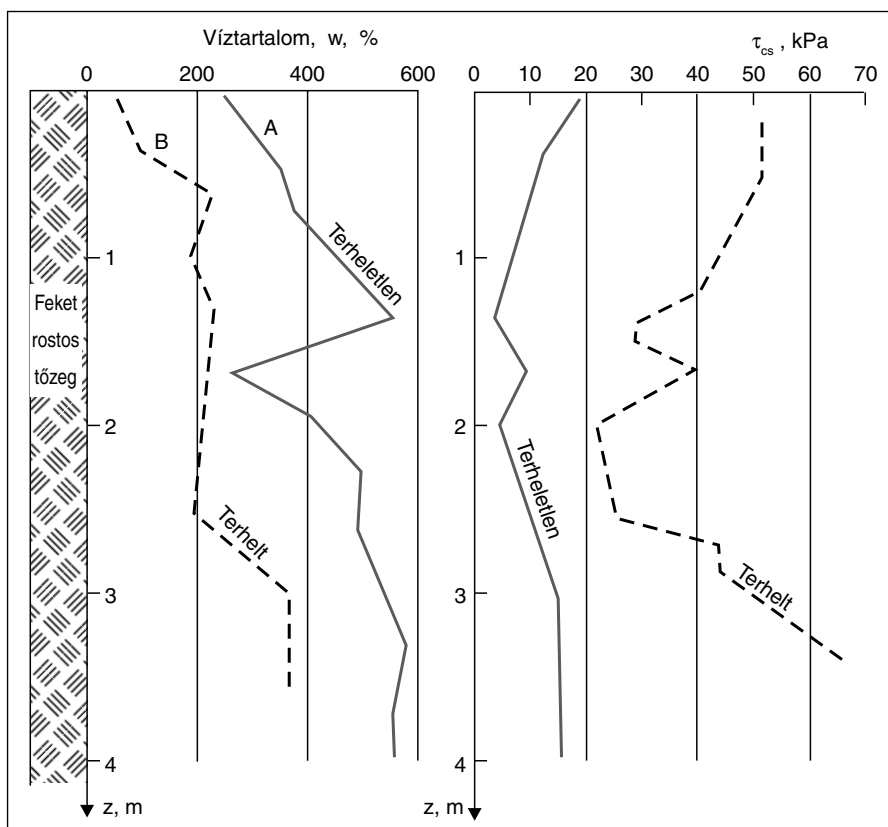 Víztartalom, w, %
τcs , kPa
0 200 400 600
0 10 20 30 40 50 60 70
B
A
Terheletlen
1
1
Feket
rostos
tőzeg
2
2
Terheletlen
Terhelt
3
3
Terhelt
4
4
z, m
z, m